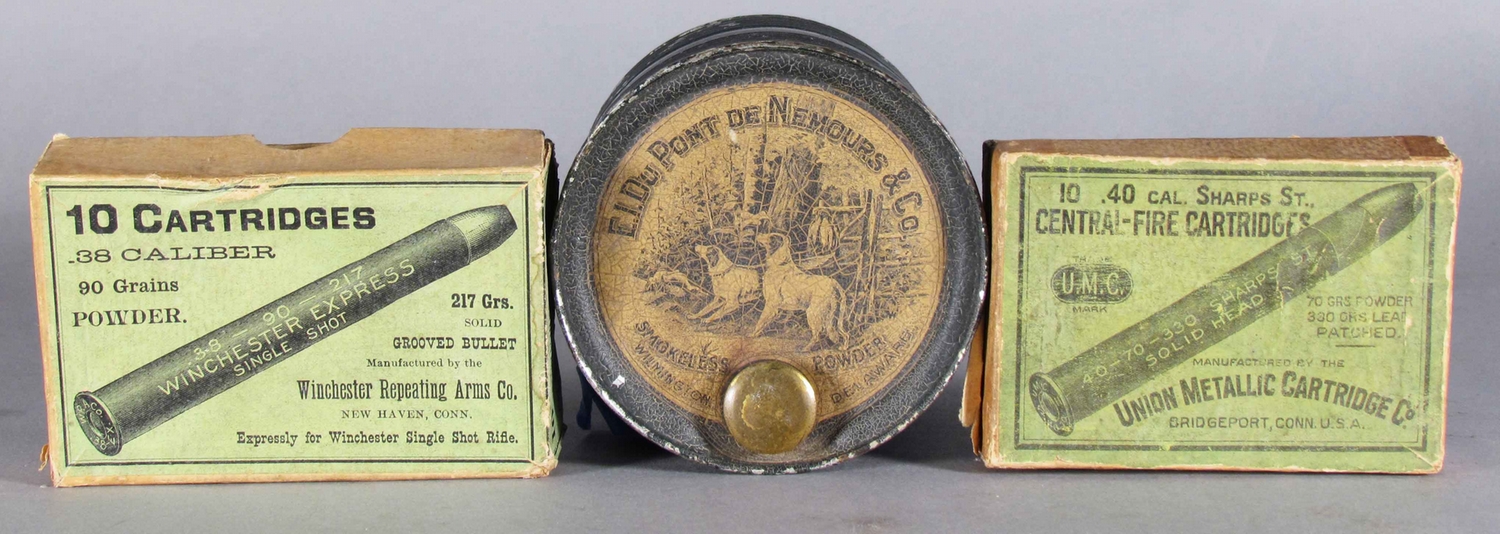 10 CARTRIDGES
.38 CALIBER
90 Grains
POWDER.
38 — 90 — 217
WINCHESTER EXPRESS
SINGLE SHOT
217 Grs.
SOLID
GROOVED BULLET
Manufactured by the
Winchester Repeating Arms Co.
NEW HAVEN, CONN.
Expressly for Winchester Single Shot Rifle.
E.I. DU PONT DE NEMOURS & CO.
SMOKELESS POWDER
WILMINGTON DELAWARE
10 .40 CAL. SHARPS ST.,
CENTRAL-FIRE CARTRIDGES
TRADE
U.M.C.
MARK
40-70-330 SHARPS ST.
SOLID HEAD
70 GRS POWDER
330 GRS LEAD
PATCHED.
MANUFACTURED BY THE
UNION METALLIC CARTRIDGE Co.
BRIDGEPORT, CONN. U.S.A.